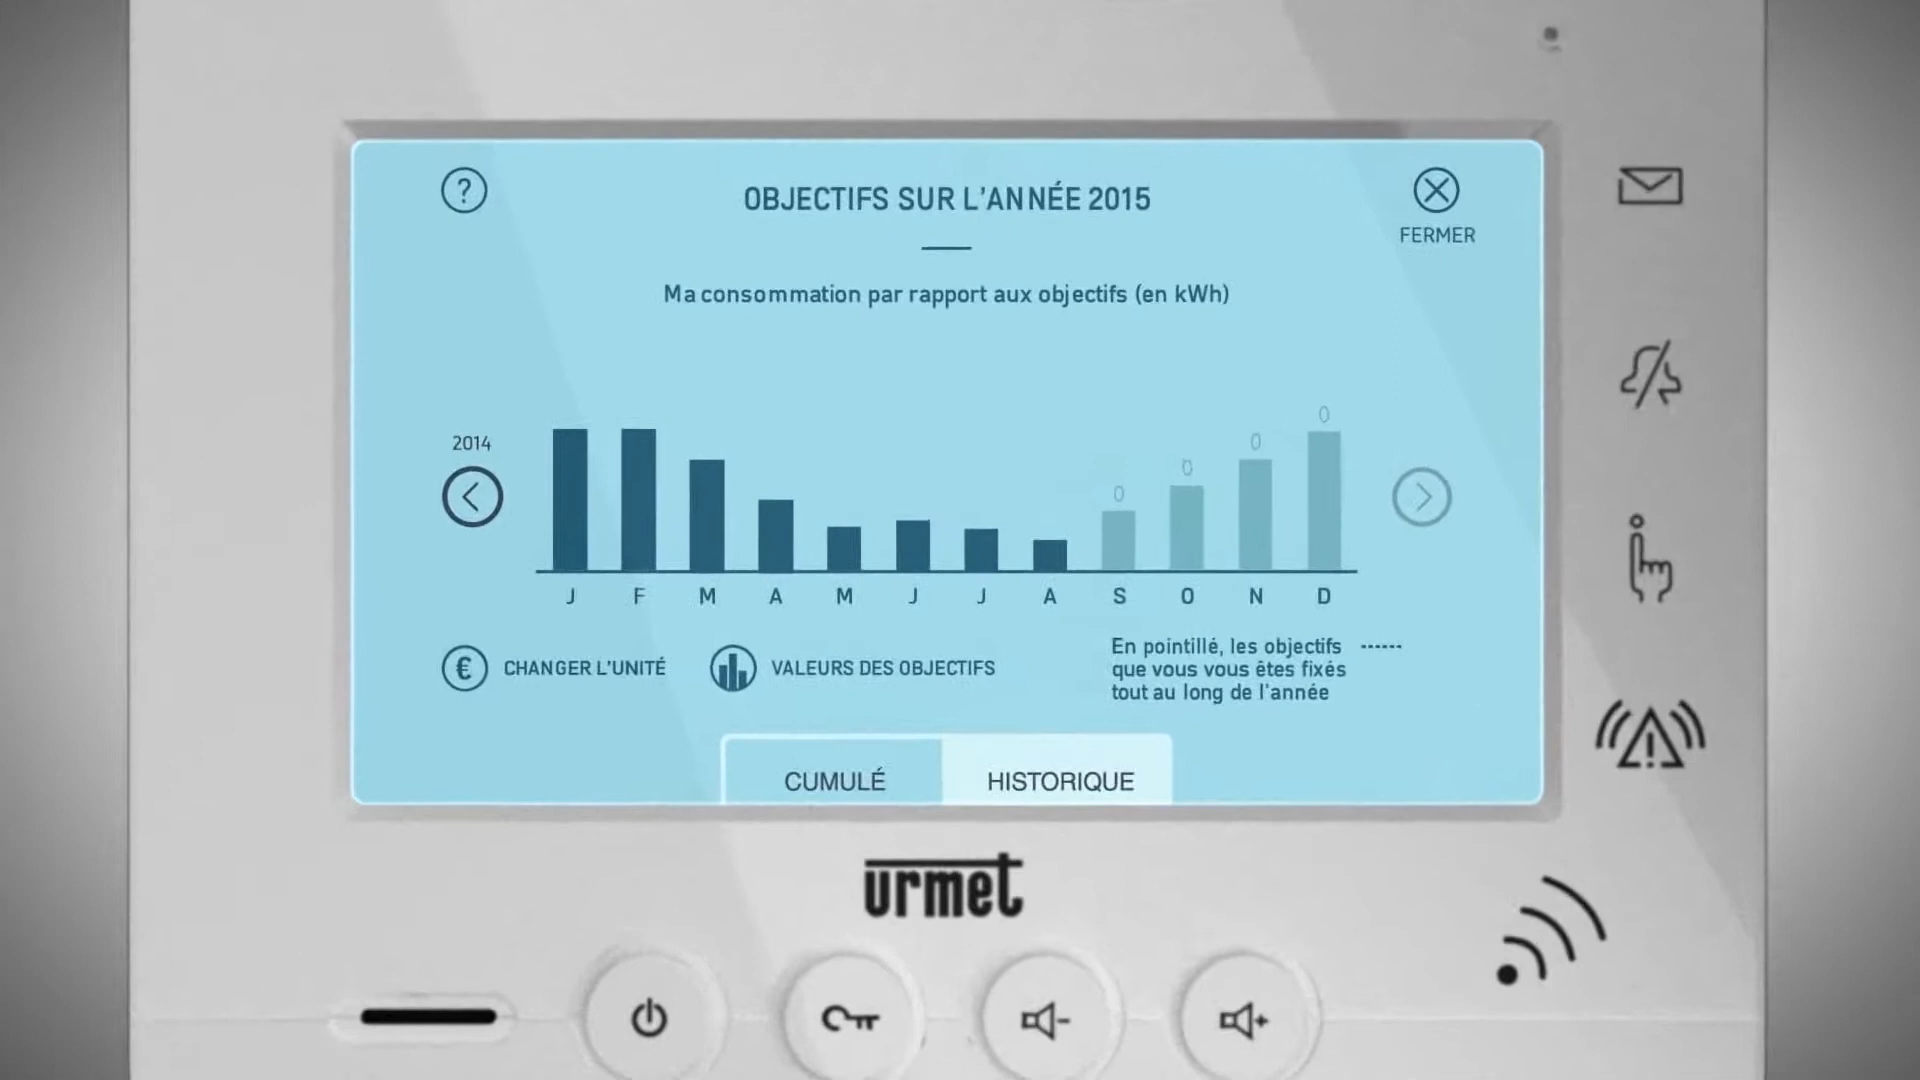 ?
OBJECTIFS SUR L'ANNÉE 2015
FERMER
Ma consommation par rapport aux objectifs (en kWh)
2014
0 0 0 0
J F M A M J J A S O N D
€ CHANGER L'UNITÉ
VALEURS DES OBJECTIFS
En pointillé, les objectifs ------
que vous vous êtes fixés
tout au long de l'année
CUMULÉ
HISTORIQUE
urmet